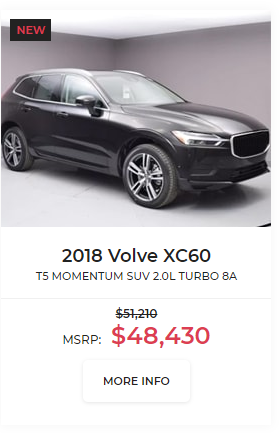 NEW
2018 Volve XC60
T5 MOMENTUM SUV 2.0L TURBO 8A
$51,210
MSRP: $48,430
MORE INFO